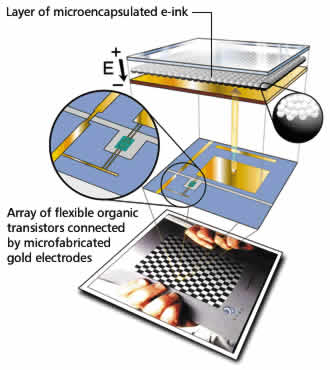 Layer of microencapsulated e-ink
+
E
−
Array of flexible organic
transistors connected
by microfabricated
gold electrodes